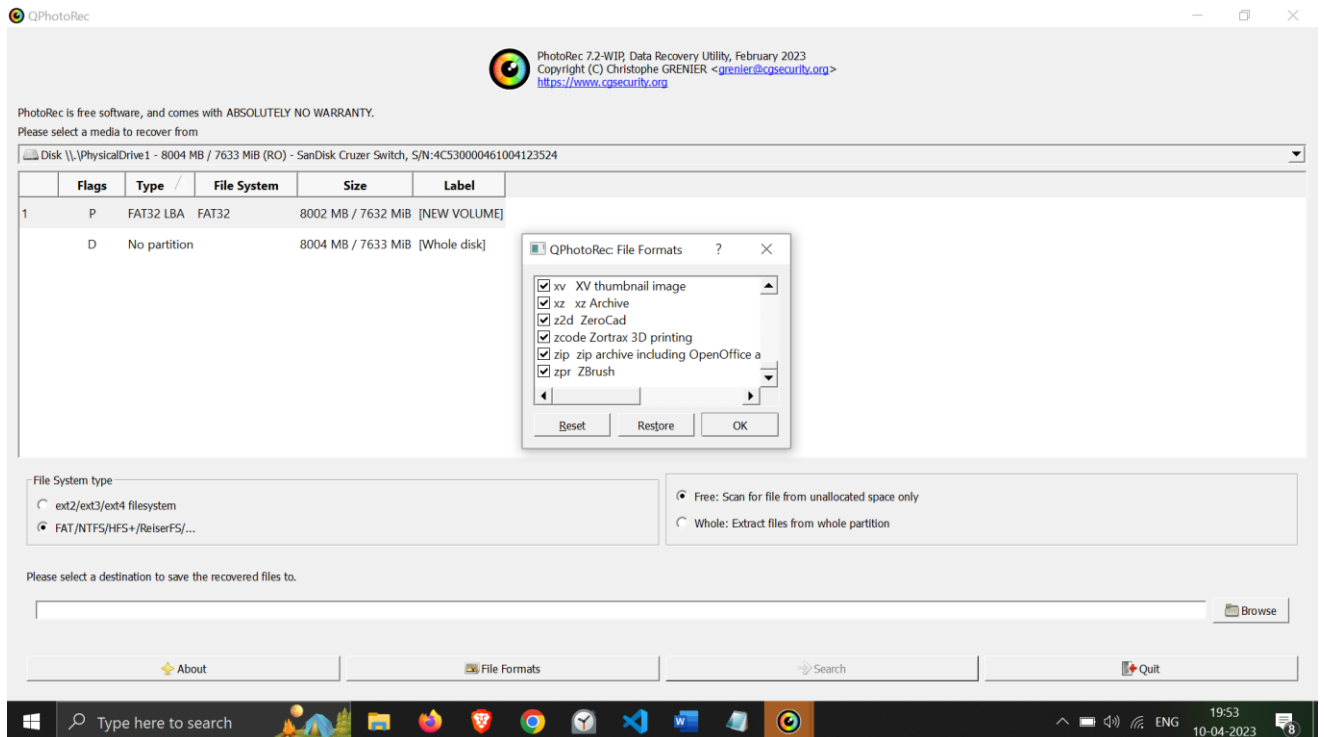 QPhotoRec
PhotoRec 7.2-WIP, Data Recovery Utility, February 2023
Copyright (C) Christophe GRENIER <grenier@cgsecurity.org>
https://www.cgsecurity.org
PhotoRec is free software, and comes with ABSOLUTELY NO WARRANTY.
Please select a media to recover from
Disk \\.\PhysicalDrive1 - 8004 MB / 7633 MiB (RO) - SanDisk Cruzer Switch, S/N:4C530000461004123524
Flags Type File System Size Label
1 P FAT32 LBA FAT32 8002 MB / 7632 MiB [NEW VOLUME]
D No partition 8004 MB / 7633 MiB [Whole disk]
QPhotoRec: File Formats ?
xv XV thumbnail image
xz xz Archive
z2d ZeroCad
zcode Zortrax 3D printing
zip zip archive including OpenOffice a
zpr ZBrush
Reset Restore OK
File System type
ext2/ext3/ext4 filesystem
FAT/NTFS/HFS+/ReiserFS/...
Free: Scan for file from unallocated space only
Whole: Extract files from whole partition
Please select a destination to save the recovered files to.
Browse
About File Formats Search Quit
Type here to search
ENG
19:53
10-04-2023
8